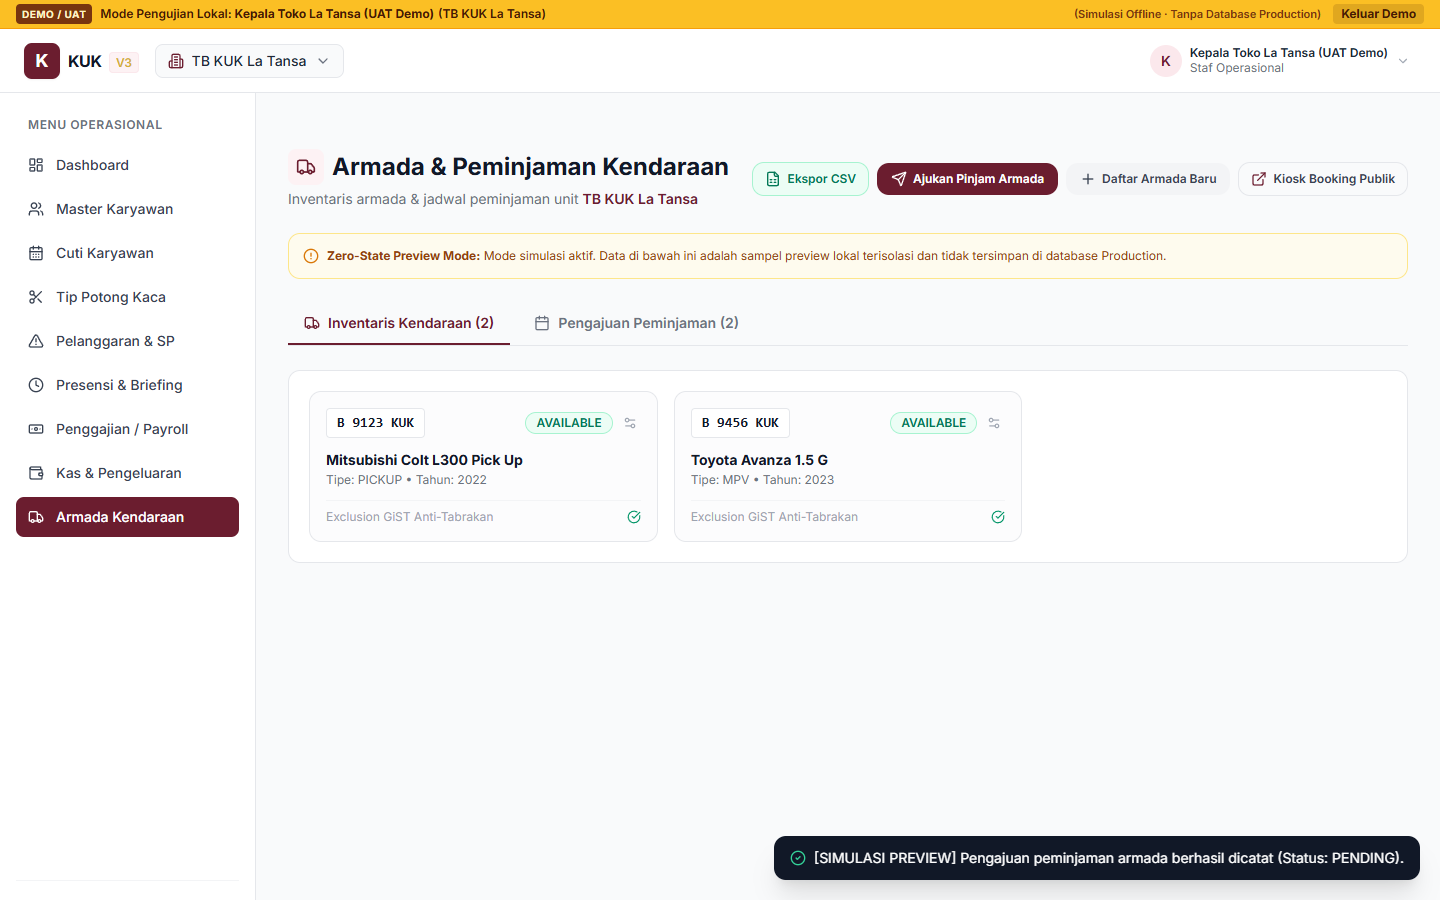 DEMO / UAT Mode Pengujian Lokal: Kepala Toko La Tansa (UAT Demo) (TB KUK La Tansa) (Simulasi Offline · Tanpa Database Production) Keluar Demo
K KUK V3 TB KUK La Tansa
K Kepala Toko La Tansa (UAT Demo)
Staf Operasional
MENU OPERASIONAL
Dashboard
Master Karyawan
Cuti Karyawan
Tip Potong Kaca
Pelanggaran & SP
Presensi & Briefing
Penggajian / Payroll
Kas & Pengeluaran
Armada Kendaraan
Armada & Peminjaman Kendaraan
Inventaris armada & jadwal peminjaman unit TB KUK La Tansa
Ekspor CSV Ajukan Pinjam Armada Daftar Armada Baru Kiosk Booking Publik
Zero-State Preview Mode: Mode simulasi aktif. Data di bawah ini adalah sampel preview lokal terisolasi dan tidak tersimpan di database Production.
Inventaris Kendaraan (2) Pengajuan Peminjaman (2)
B 9123 KUK AVAILABLE
Mitsubishi Colt L300 Pick Up
Tipe: PICKUP • Tahun: 2022
Exclusion GiST Anti-Tabrakan
B 9456 KUK AVAILABLE
Toyota Avanza 1.5 G
Tipe: MPV • Tahun: 2023
Exclusion GiST Anti-Tabrakan
[SIMULASI PREVIEW] Pengajuan peminjaman armada berhasil dicatat (Status: PENDING).